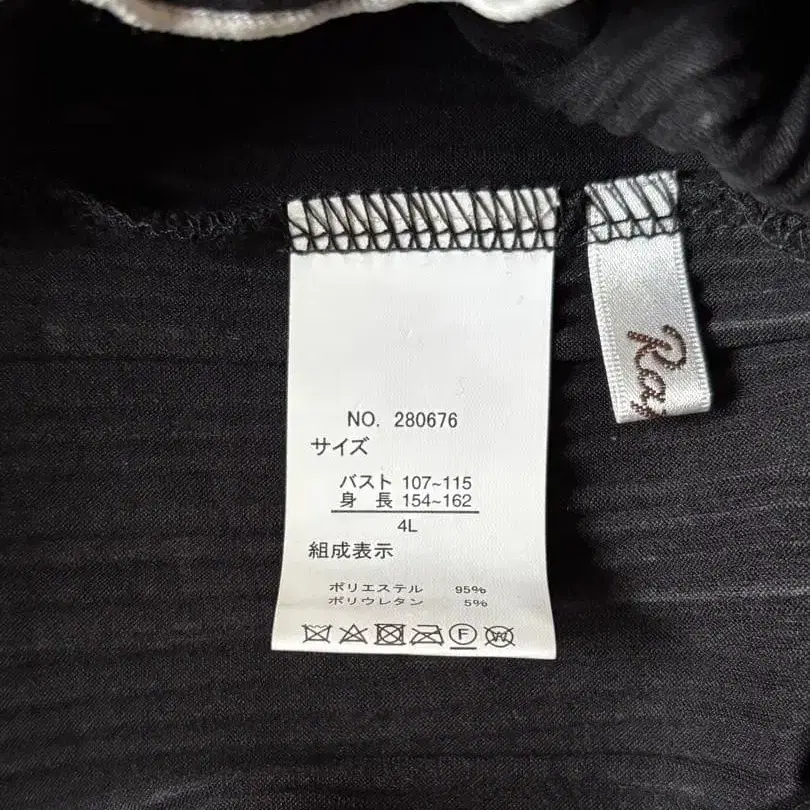 NO. 280676
サイズ
バスト 107~115
身 長 154~162
4L
組成表示
ポリエステル 95%
ポリウレタン 5%
F
W